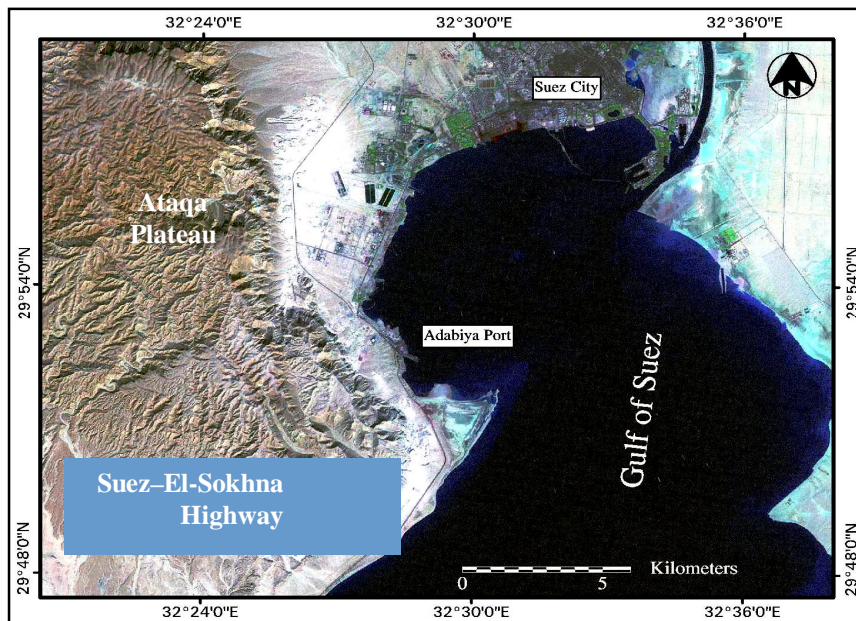 32°24'0"E
32°30'0"E
32°36'0"E
N
Suez City
Ataqa
Plateau
29°54'0"N
29°54'0"N
Adabiya Port
Gulf of Suez
Suez–El-Sokhna
Highway
29°48'0"N
29°48'0"N
Kilometers
0
5
32°24'0"E
32°30'0"E
32°36'0"E